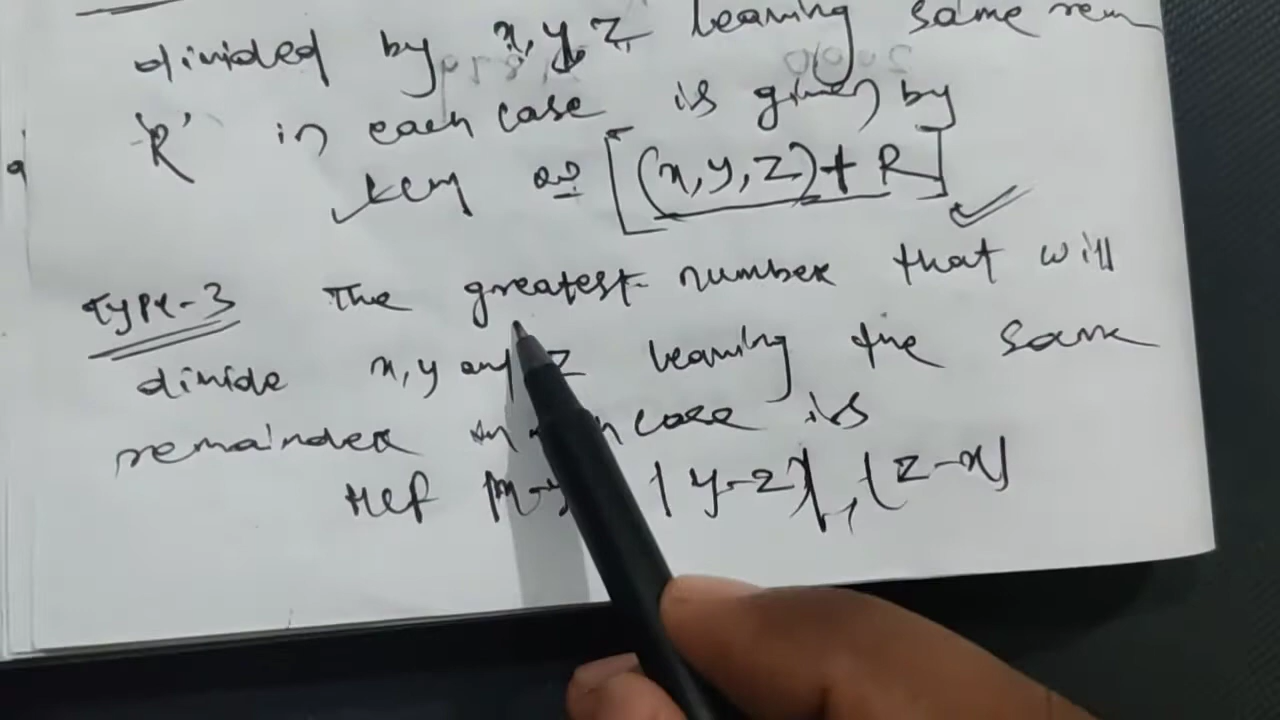 divided by x, y, z leaving same rem
'R' in each case is given by
LCM of [(x, y, z) + R]
Type-3 The greatest number that will
divide x, y and z leaving the same
remainder in case is
HCF |x-y| |y-z|, |z-x|